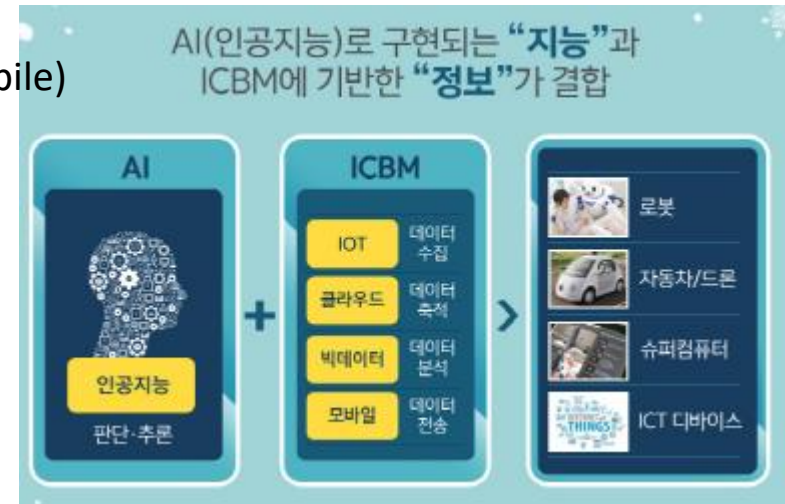 AI(인공지능)로 구현되는 “지능”과
bile)
ICBM에 기반한 “정보”가 결합
AI
인공지능
판단·추론
+
ICBM
IOT
데이터
수집
클라우드
데이터
축적
빅데이터
데이터
분석
모바일
데이터
전송
>
로봇
자동차/드론
슈퍼컴퓨터
THINGS
ICT 디바이스